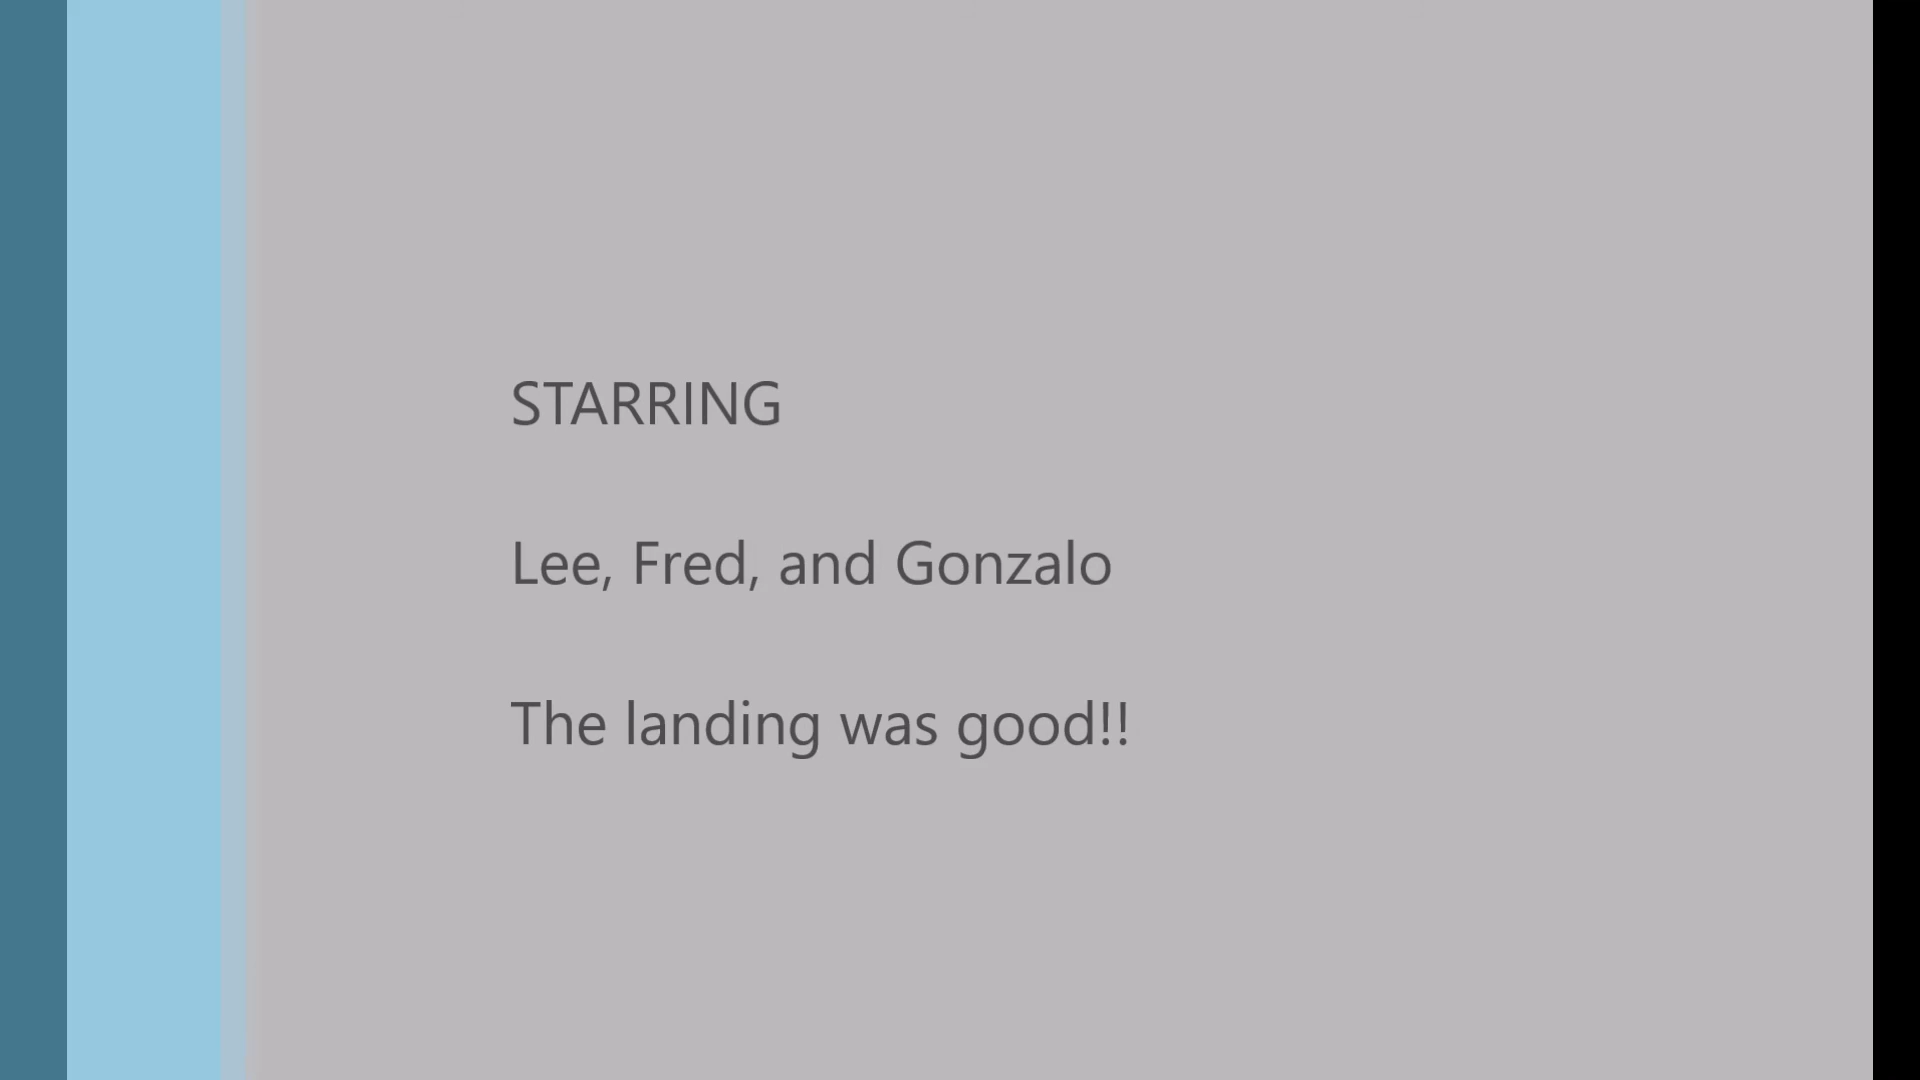 STARRING
Lee, Fred, and Gonzalo
The landing was good!!